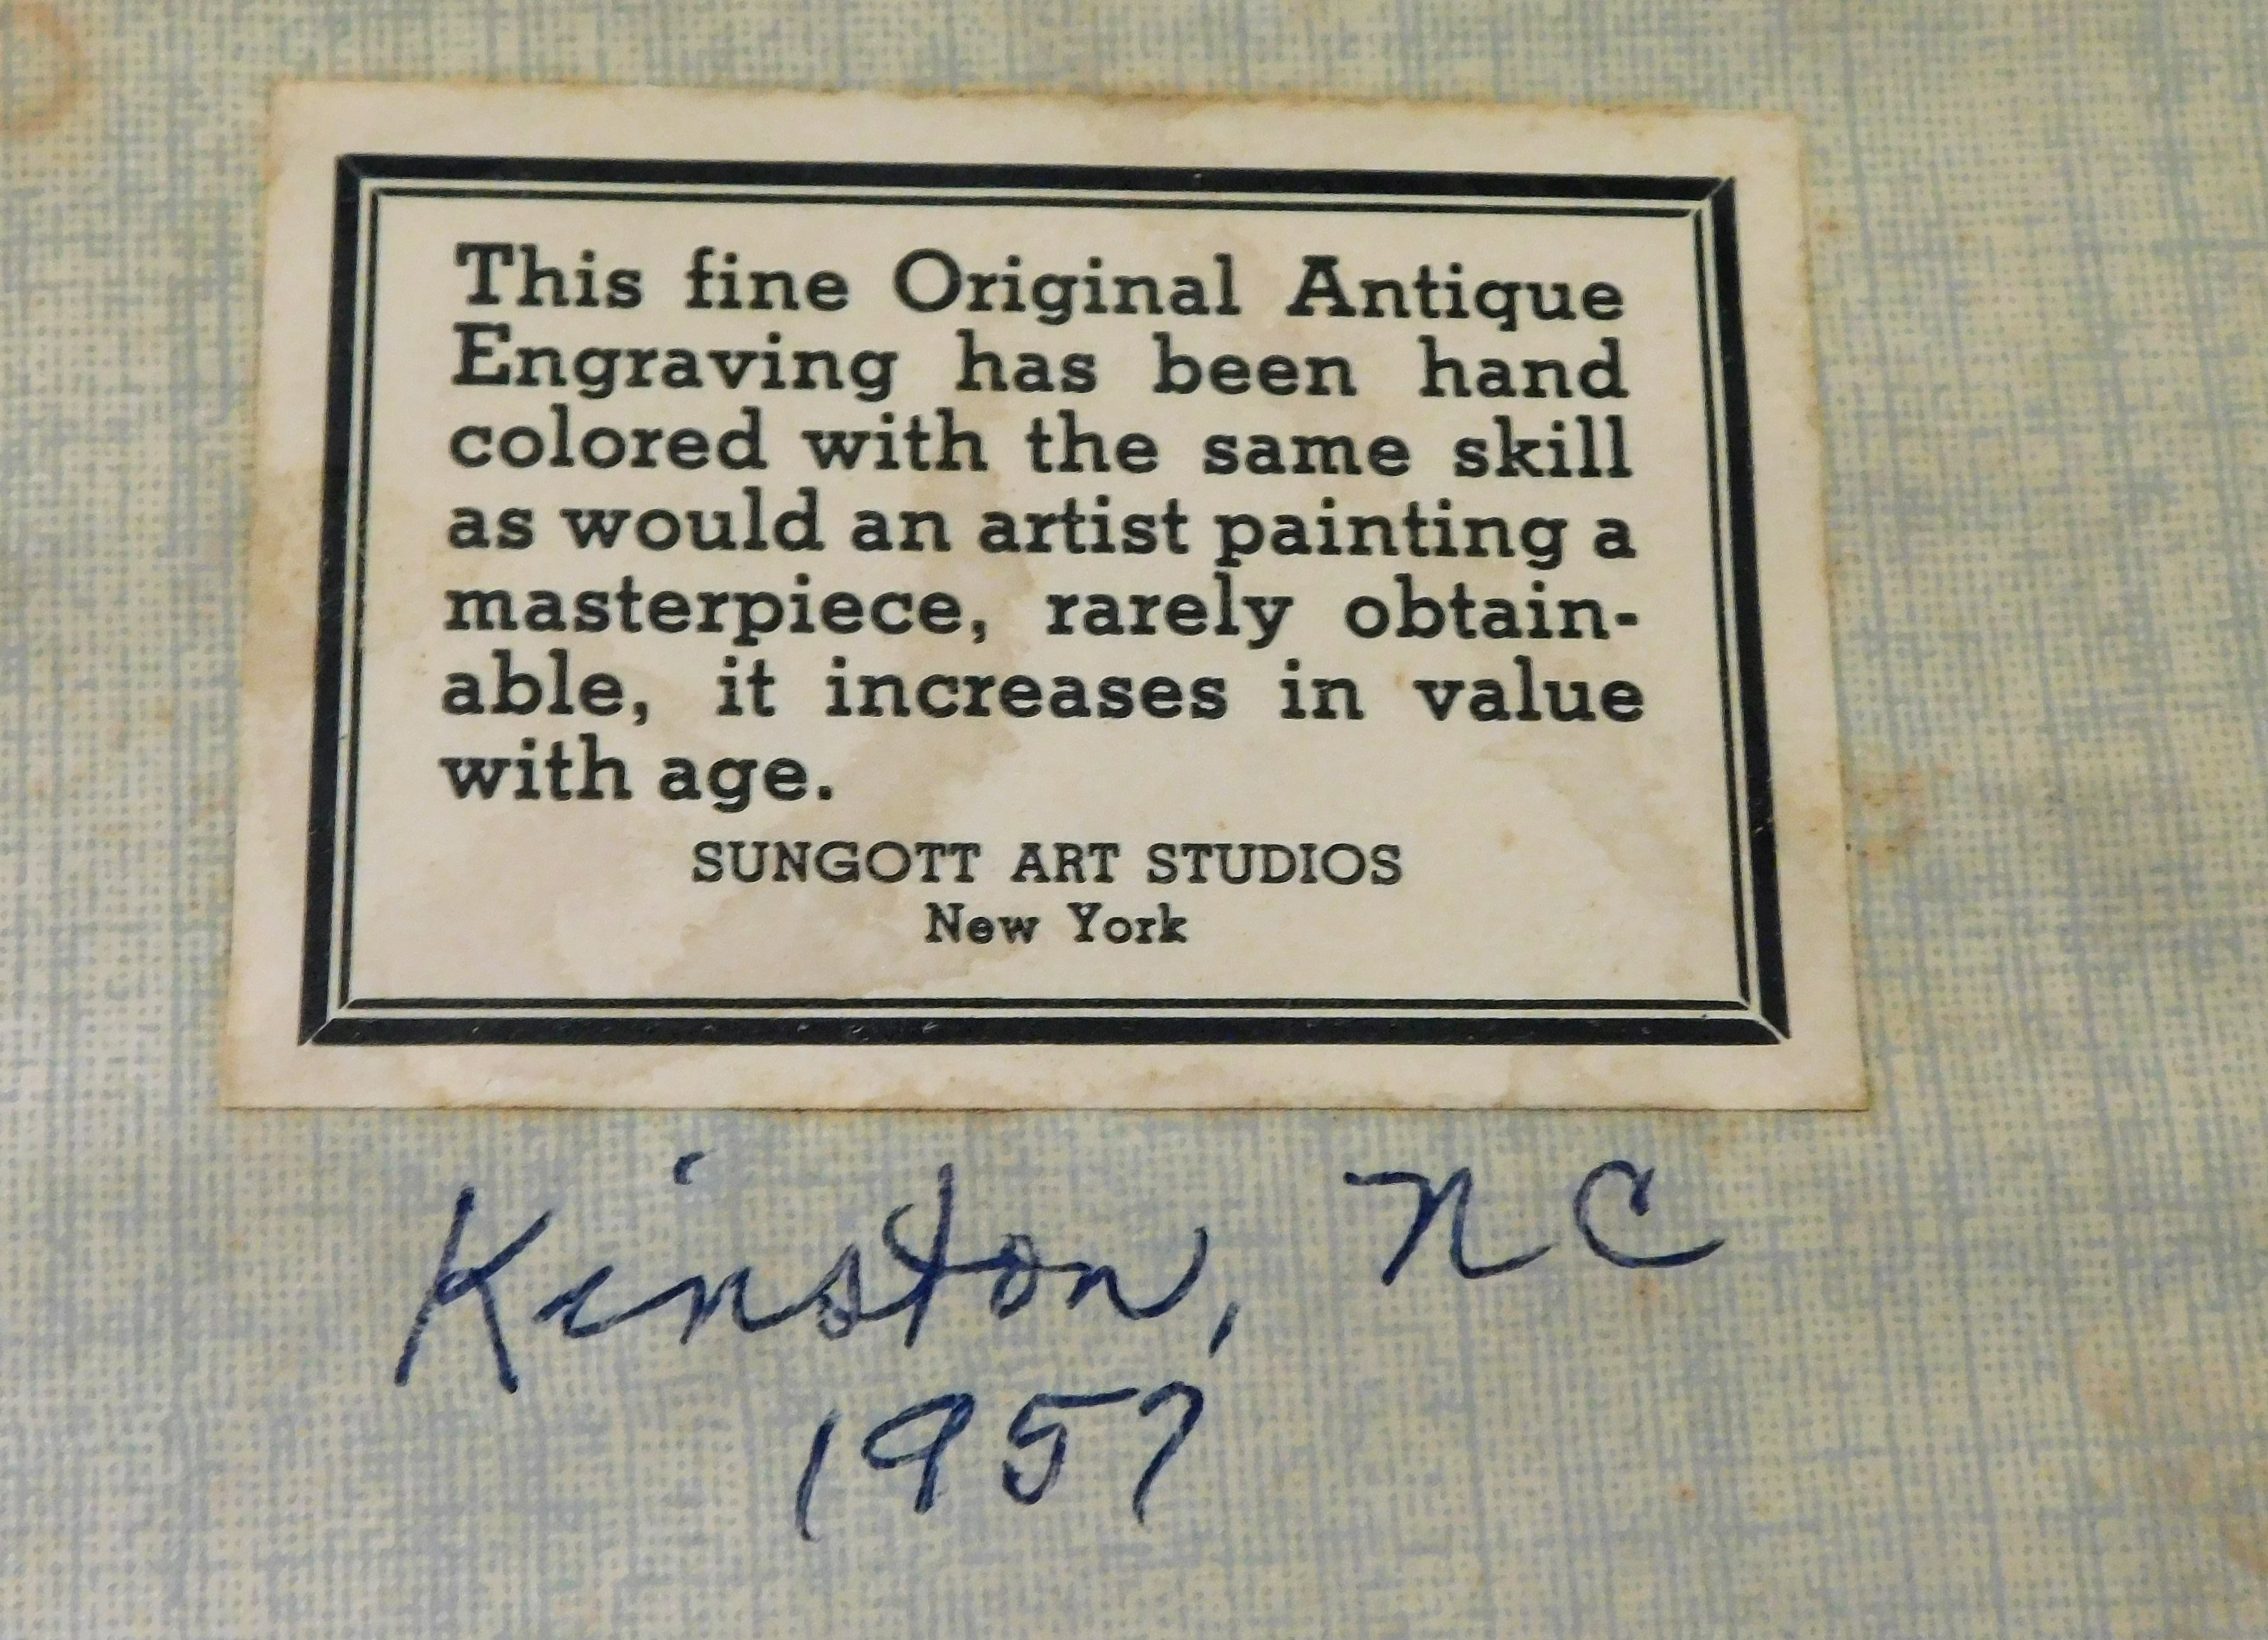 This fine Original Antique
Engraving has been hand
colored with the same skill
as would an artist painting a
masterpiece, rarely obtain-
able, it increases in value
with age.
SUNGOTT ART STUDIOS
New York
Kinston, NC
1957